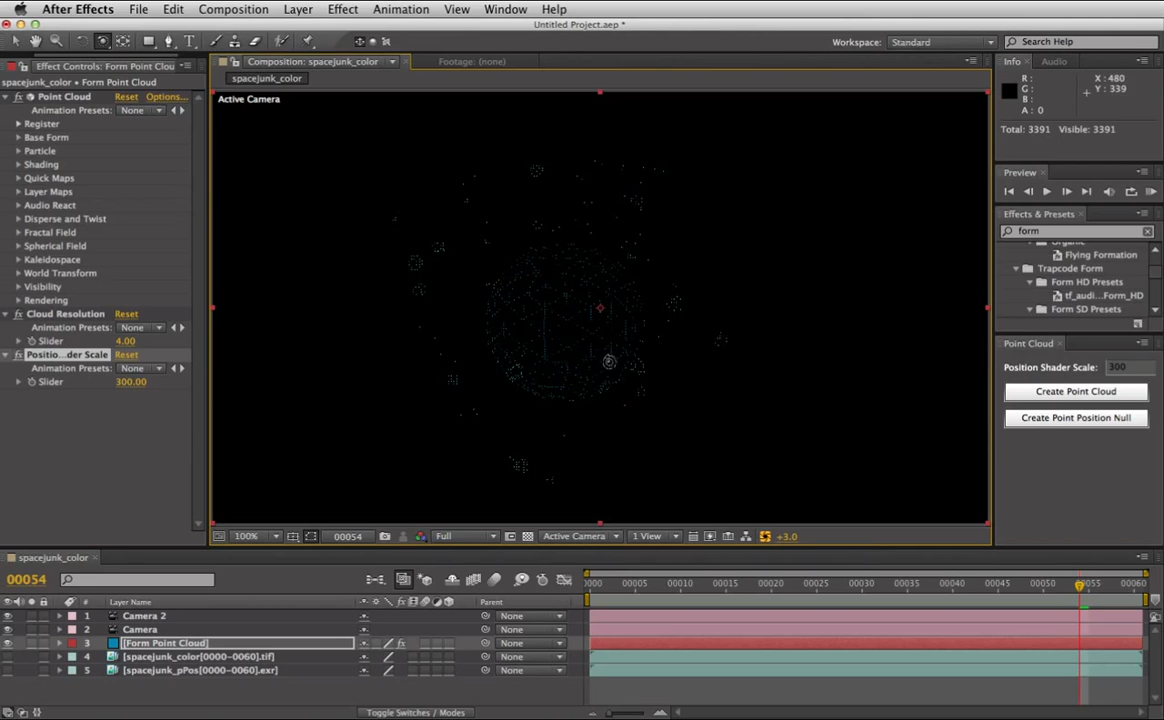 After Effects File Edit Composition Layer Effect Animation View Window Help
Untitled Project.aep *
Workspace: Standard Search Help
Effect Controls: Form Point Cloud
spacejunk_color • Form Point Cloud
Point Cloud Reset Options...
Animation Presets: None
Register
Base Form
Particle
Shading
Quick Maps
Layer Maps
Audio React
Disperse and Twist
Fractal Field
Spherical Field
Kaleidospace
World Transform
Visibility
Rendering
Cloud Resolution Reset
Animation Presets: None
Slider 4.00
Positio...der Scale Reset
Animation Presets: None
Slider 300.00
Composition: spacejunk_color Footage: (none)
spacejunk_color
Active Camera
100% 00054 Full Active Camera 1 View +3.0
Info Audio
R: X: 480
G: Y: 339
B:
A: 0
Total: 3391 Visible: 3391
Preview
Effects & Presets
form
Organic
Flying Formation
Trapcode Form
Form HD Presets
tf_audi...Form_HD
Form SD Presets
Point Cloud
Position Shader Scale: 300
Create Point Cloud
Create Point Position Null
spacejunk_color
00054
0000 00005 00010 00015 00020 00025 00030 00035 00040 00045 00050 00055 00060
# Layer Name Parent
1 Camera 2 None
2 Camera None
3 [Form Point Cloud] None
4 [spacejunk_color[0000-0060].tif] None
5 [spacejunk_pPos[0000-0060].exr] None
Toggle Switches / Modes